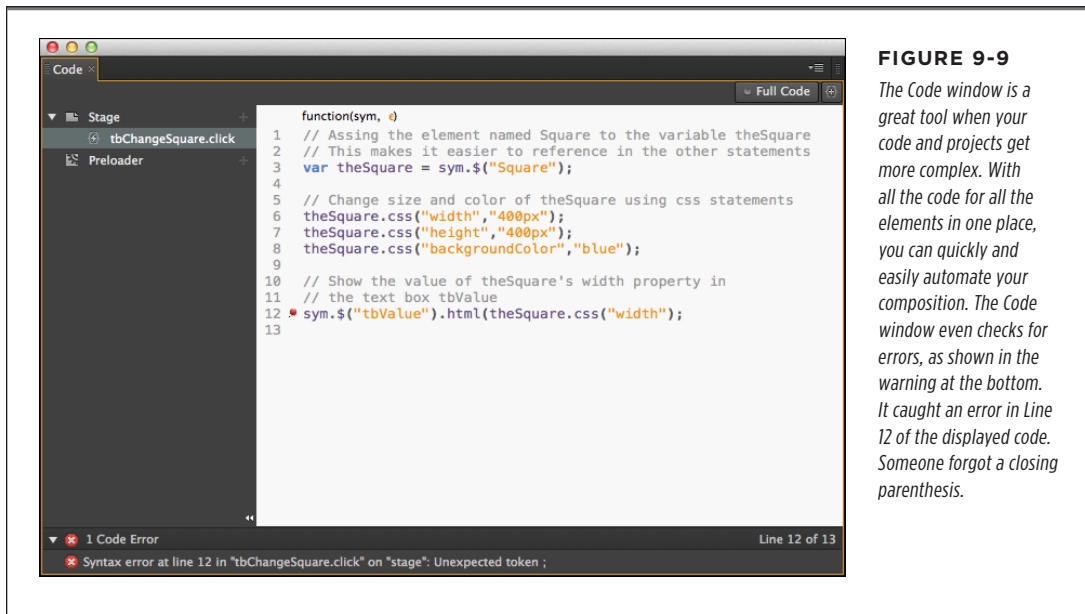 Code ×
Full Code
Stage
tbChangeSquare.click
Preloader
function(sym, e)
1 // Assing the element named Square to the variable theSquare
2 // This makes it easier to reference in the other statements
3 var theSquare = sym.$("Square");
4
5 // Change size and color of theSquare using css statements
6 theSquare.css("width","400px");
7 theSquare.css("height","400px");
8 theSquare.css("backgroundColor","blue");
9
10 // Show the value of theSquare's width property in
11 // the text box tbValue
12 sym.$("tbValue").html(theSquare.css("width");
13
1 Code Error
Line 12 of 13
Syntax error at line 12 in "tbChangeSquare.click" on "stage": Unexpected token ;
FIGURE 9-9
The Code window is a
great tool when your
code and projects get
more complex. With
all the code for all the
elements in one place,
you can quickly and
easily automate your
composition. The Code
window even checks for
errors, as shown in the
warning at the bottom.
It caught an error in Line
12 of the displayed code.
Someone forgot a closing
parenthesis.